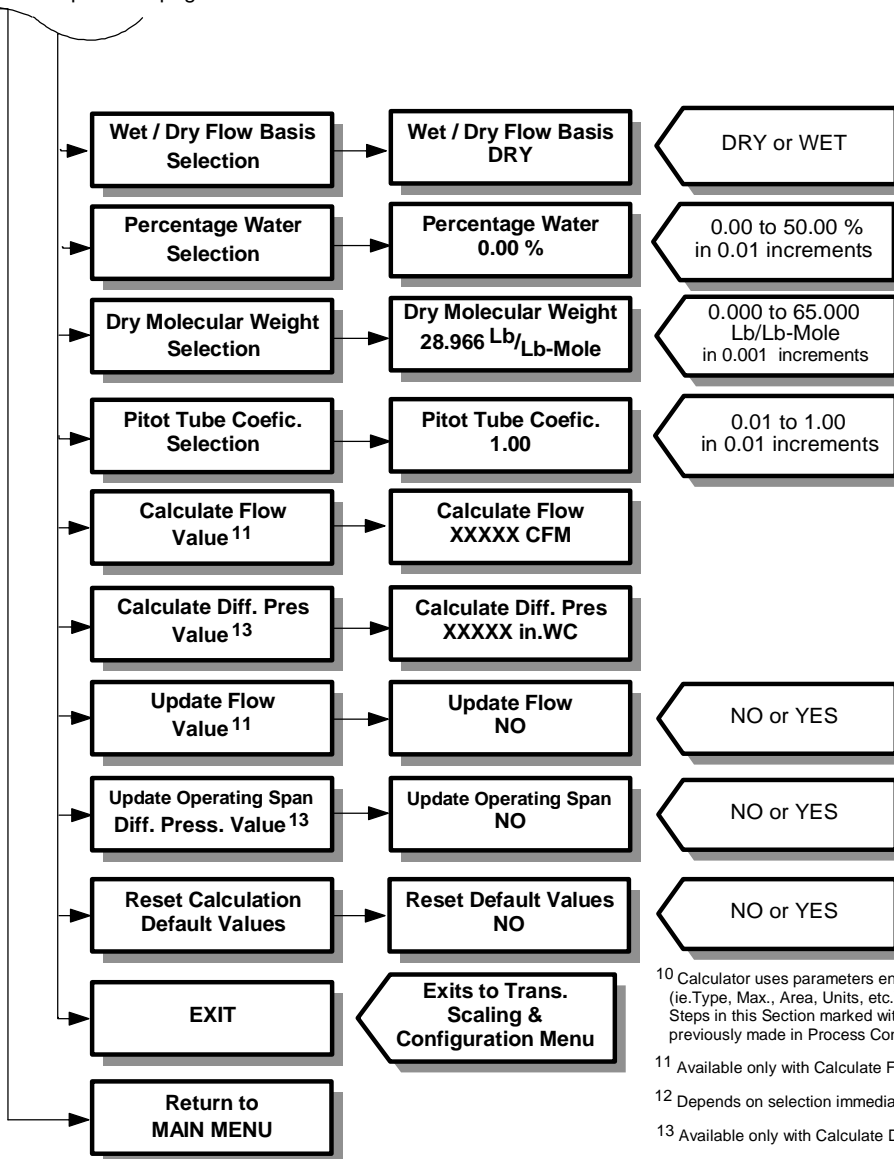 Wet / Dry Flow Basis
Selection
Wet / Dry Flow Basis
DRY
DRY or WET
Percentage Water
Selection
Percentage Water
0.00 %
0.00 to 50.00 %
in 0.01 increments
Dry Molecular Weight
Selection
Dry Molecular Weight
28.966 Lb/Lb-Mole
0.000 to 65.000
Lb/Lb-Mole
in 0.001 increments
Pitot Tube Coefic.
Selection
Pitot Tube Coefic.
1.00
0.01 to 1.00
in 0.01 increments
Calculate Flow
Value 11
Calculate Flow
XXXXX CFM
Calculate Diff. Pres
Value 13
Calculate Diff. Pres
XXXXX in.WC
Update Flow
Value 11
Update Flow
NO
NO or YES
Update Operating Span
Diff. Press. Value 13
Update Operating Span
NO
NO or YES
Reset Calculation
Default Values
Reset Default Values
NO
NO or YES
EXIT
Exits to Trans.
Scaling &
Configuration Menu
Return to
MAIN MENU
10 Calculator uses parameters
(ie.Type, Max., Area, Units, etc.
Steps in this Section marked
previously made in Process
11 Available only with Calculate
12 Depends on selection
13 Available only with Calculate